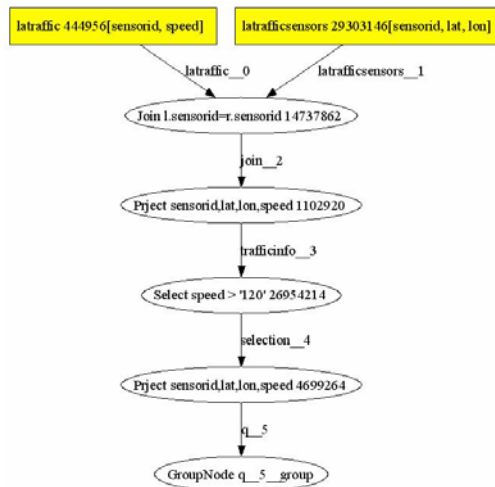 latraffic 444956[sensorid, speed]
latrafficsensors 29303146[sensorid, lat, lon]
latraffic__0
latrafficsensors__1
Join l.sensorid=r.sensorid 14737862
join__2
Prject sensorid,lat,lon,speed 1102920
trafficinfo__3
Select speed > '120' 26954214
selection__4
Prject sensorid,lat,lon,speed 4699264
q__5
GroupNode q__5__group